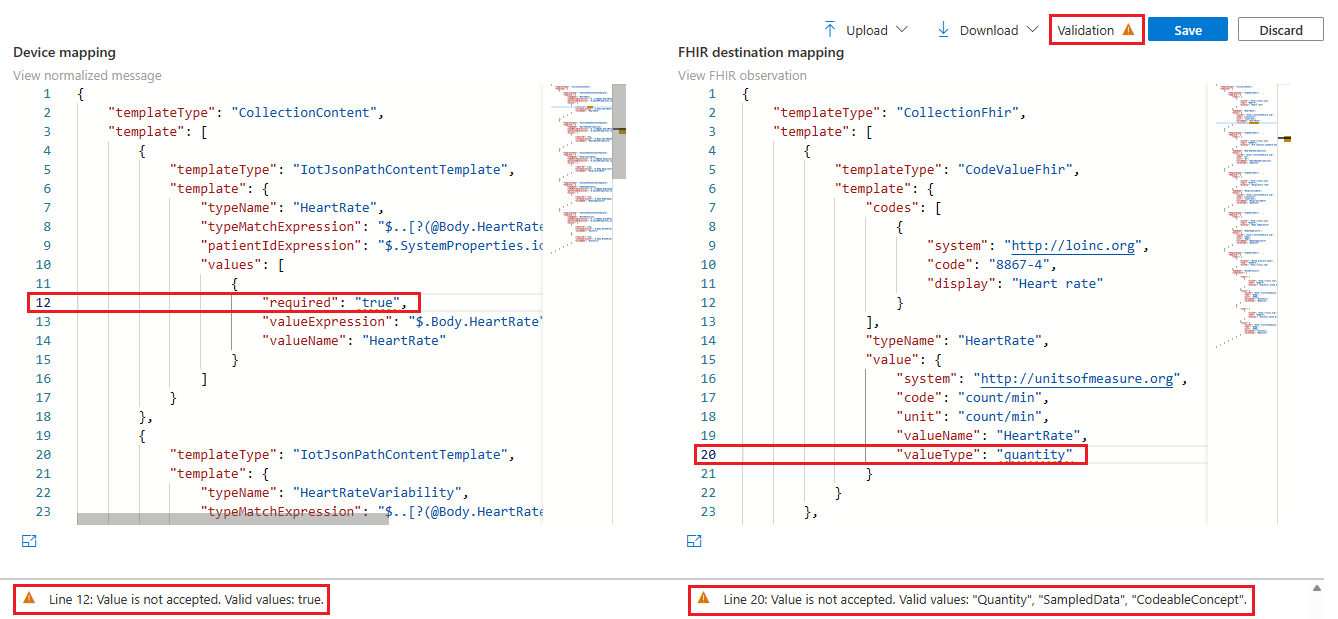 Upload Download Validation Save Discard
Device mapping
View normalized message
1 {
2 "templateType": "CollectionContent",
3 "template": [
4 {
5 "templateType": "IotJsonPathContentTemplate",
6 "template": {
7 "typeName": "HeartRate",
8 "typeMatchExpression": "$..[?(@Body.HeartRate
9 "patientIdExpression": "$.SystemProperties.io
10 "values": [
11 {
12 "required": "true",
13 "valueExpression": "$.Body.HeartRate"
14 "valueName": "HeartRate"
15 }
16 ]
17 }
18 },
19 {
20 "templateType": "IotJsonPathContentTemplate",
21 "template": {
22 "typeName": "HeartRateVariability",
23 "typeMatchExpression": "$..[?(@Body.HeartRate
Line 12: Value is not accepted. Valid values: true.
FHIR destination mapping
View FHIR observation
1 {
2 "templateType": "CollectionFhir",
3 "template": [
4 {
5 "templateType": "CodeValueFhir",
6 "template": {
7 "codes": [
8 {
9 "system": "http://loinc.org",
10 "code": "8867-4",
11 "display": "Heart rate"
12 }
13 ],
14 "typeName": "HeartRate",
15 "value": {
16 "system": "http://unitsofmeasure.org",
17 "code": "count/min",
18 "unit": "count/min",
19 "valueName": "HeartRate",
20 "valueType": "quantity"
21 }
22 }
23 },
Line 20: Value is not accepted. Valid values: "Quantity", "SampledData", "CodeableConcept".